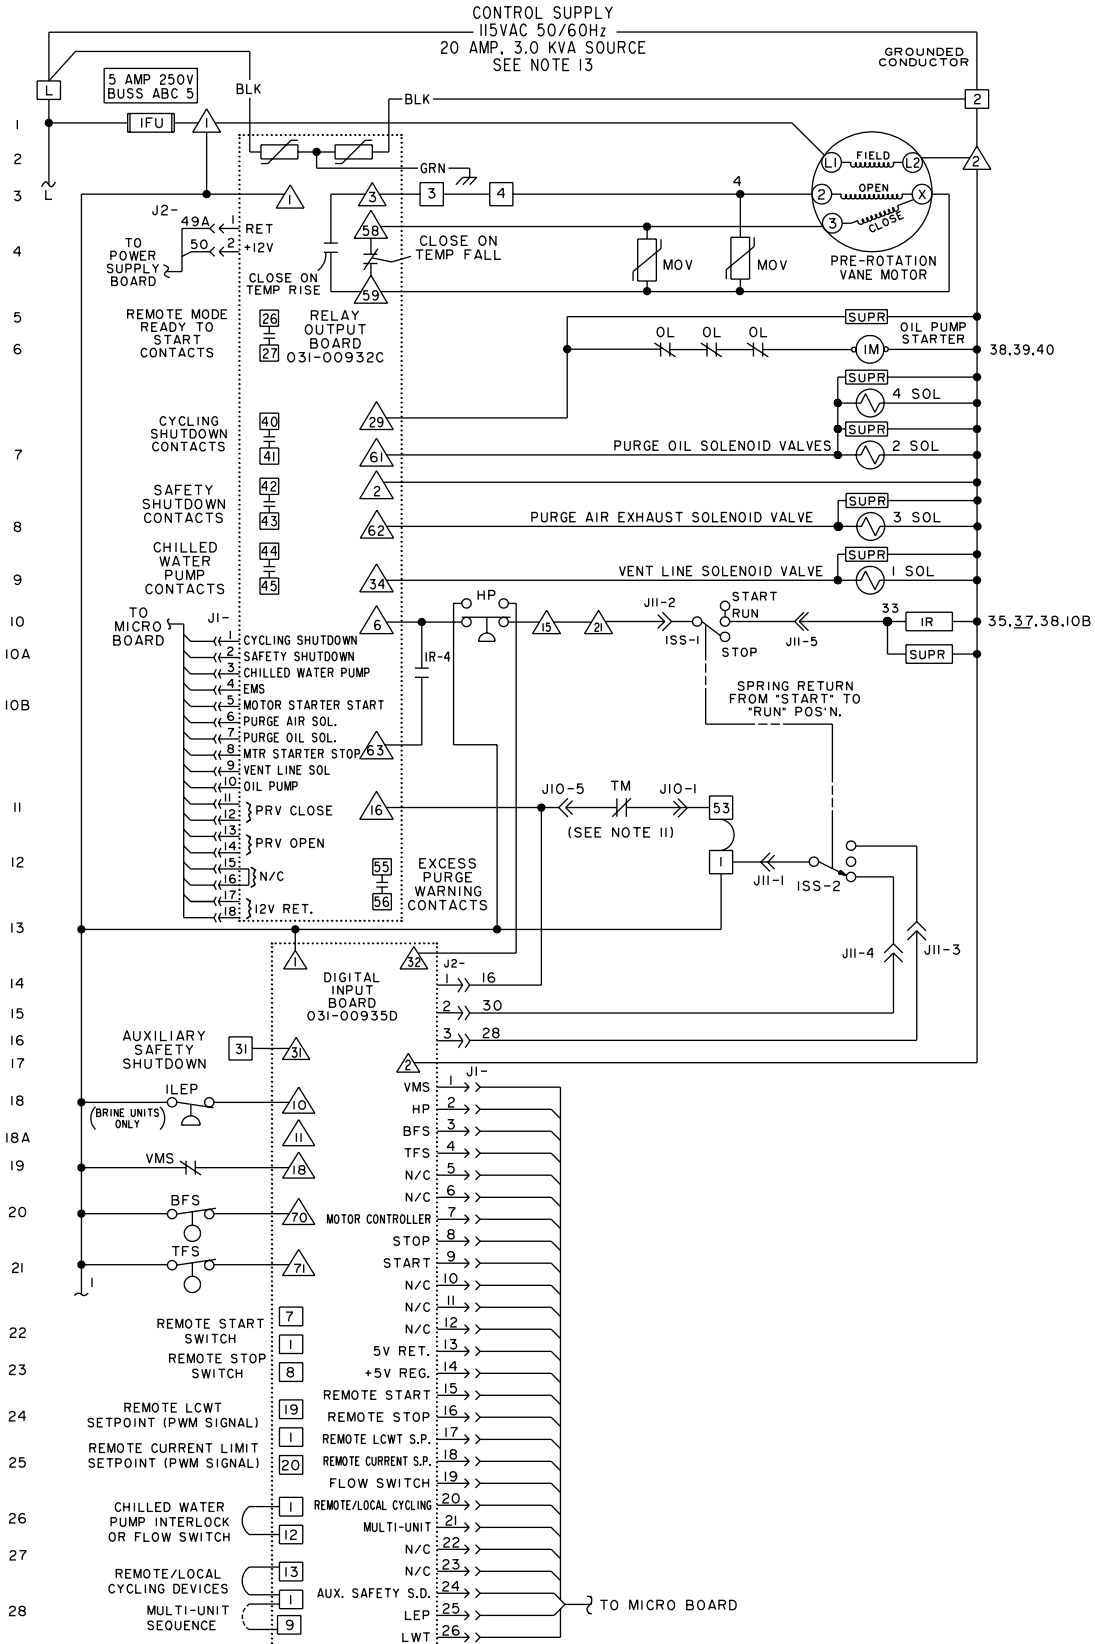 CONTROL SUPPLY
115VAC 50/60Hz
20 AMP, 3.0 KVA SOURCE
SEE NOTE 13
GROUNDED
CONDUCTOR
5 AMP 250V
BUSS ABC 5
L
BLK
BLK
2
1
1FU
1
2
L
GRN
L1
FIELD
L2
2
3
1
3
3
4
4
2
OPEN
X
3
CLOSE
J2-
49A
1
RET
50
2
+12V
TO
POWER
SUPPLY
BOARD
58
CLOSE ON
TEMP FALL
4
CLOSE ON
TEMP RISE
59
MOV
MOV
PRE-ROTATION
VANE MOTOR
5
REMOTE MODE
READY TO
START
CONTACTS
26
27
RELAY
OUTPUT
BOARD
031-00932C
SUPR
OIL PUMP
STARTER
6
OL
OL
OL
1M
38,39,40
SUPR
4 SOL
CYCLING
SHUTDOWN
CONTACTS
40
41
29
SUPR
7
61
PURGE OIL SOLENOID VALVES
2 SOL
SAFETY
SHUTDOWN
CONTACTS
42
43
2
SUPR
8
62
PURGE AIR EXHAUST SOLENOID VALVE
3 SOL
CHILLED
WATER
PUMP
CONTACTS
44
45
SUPR
9
34
VENT LINE SOLENOID VALVE
1 SOL
10
TO
MICRO
BOARD
J1-
6
HP
15
21
J11-2
1SS-1
START
RUN
STOP
J11-5
33
1R
35,37,38,10B
SUPR
1 CYCLING SHUTDOWN
10A
2 SAFETY SHUTDOWN
1R-4
3 CHILLED WATER PUMP
4 EMS
10B
5 MOTOR STARTER START
SPRING RETURN
FROM "START" TO
"RUN" POS'N.
6 PURGE AIR SOL.
7 PURGE OIL SOL.
8 MTR STARTER STOP
63
9 VENT LINE SOL
10 OIL PUMP
11
11
12
PRV CLOSE
16
J10-5
TM
J10-1
53
(SEE NOTE 11)
13
14
PRV OPEN
12
15
16
N/C
55
56
EXCESS
PURGE
WARNING
CONTACTS
1
J11-1
1SS-2
17
18
12V RET.
13
1
32
J2-
J11-4
J11-3
14
DIGITAL
INPUT
BOARD
031-00935D
1
16
15
2
30
16
3
28
AUXILIARY
SAFETY
SHUTDOWN
31
31
17
2
J1-
VMS 1
18
1LEP
(BRINE UNITS
ONLY)
10
HP 2
18A
11
BFS 3
TFS 4
19
VMS
18
N/C 5
N/C 6
20
BFS
70
MOTOR CONTROLLER 7
STOP 8
21
TFS
71
START 9
1
N/C 10
N/C 11
7
22
REMOTE START
SWITCH
1
N/C 12
5V RET. 13
23
REMOTE STOP
SWITCH
8
+5V REG. 14
REMOTE START 15
24
REMOTE LCWT
SETPOINT (PWM SIGNAL)
19
REMOTE STOP 16
1
REMOTE LCWT S.P. 17
25
REMOTE CURRENT LIMIT
SETPOINT (PWM SIGNAL)
20
REMOTE CURRENT S.P. 18
FLOW SWITCH 19
26
CHILLED WATER
PUMP INTERLOCK
OR FLOW SWITCH
1
12
REMOTE/LOCAL CYCLING 20
MULTI-UNIT 21
27
N/C 22
REMOTE/LOCAL
CYCLING DEVICES
13
N/C 23
1
AUX. SAFETY S.D. 24
28
MULTI-UNIT
SEQUENCE
9
LEP 25
TO MICRO BOARD
LWT 26